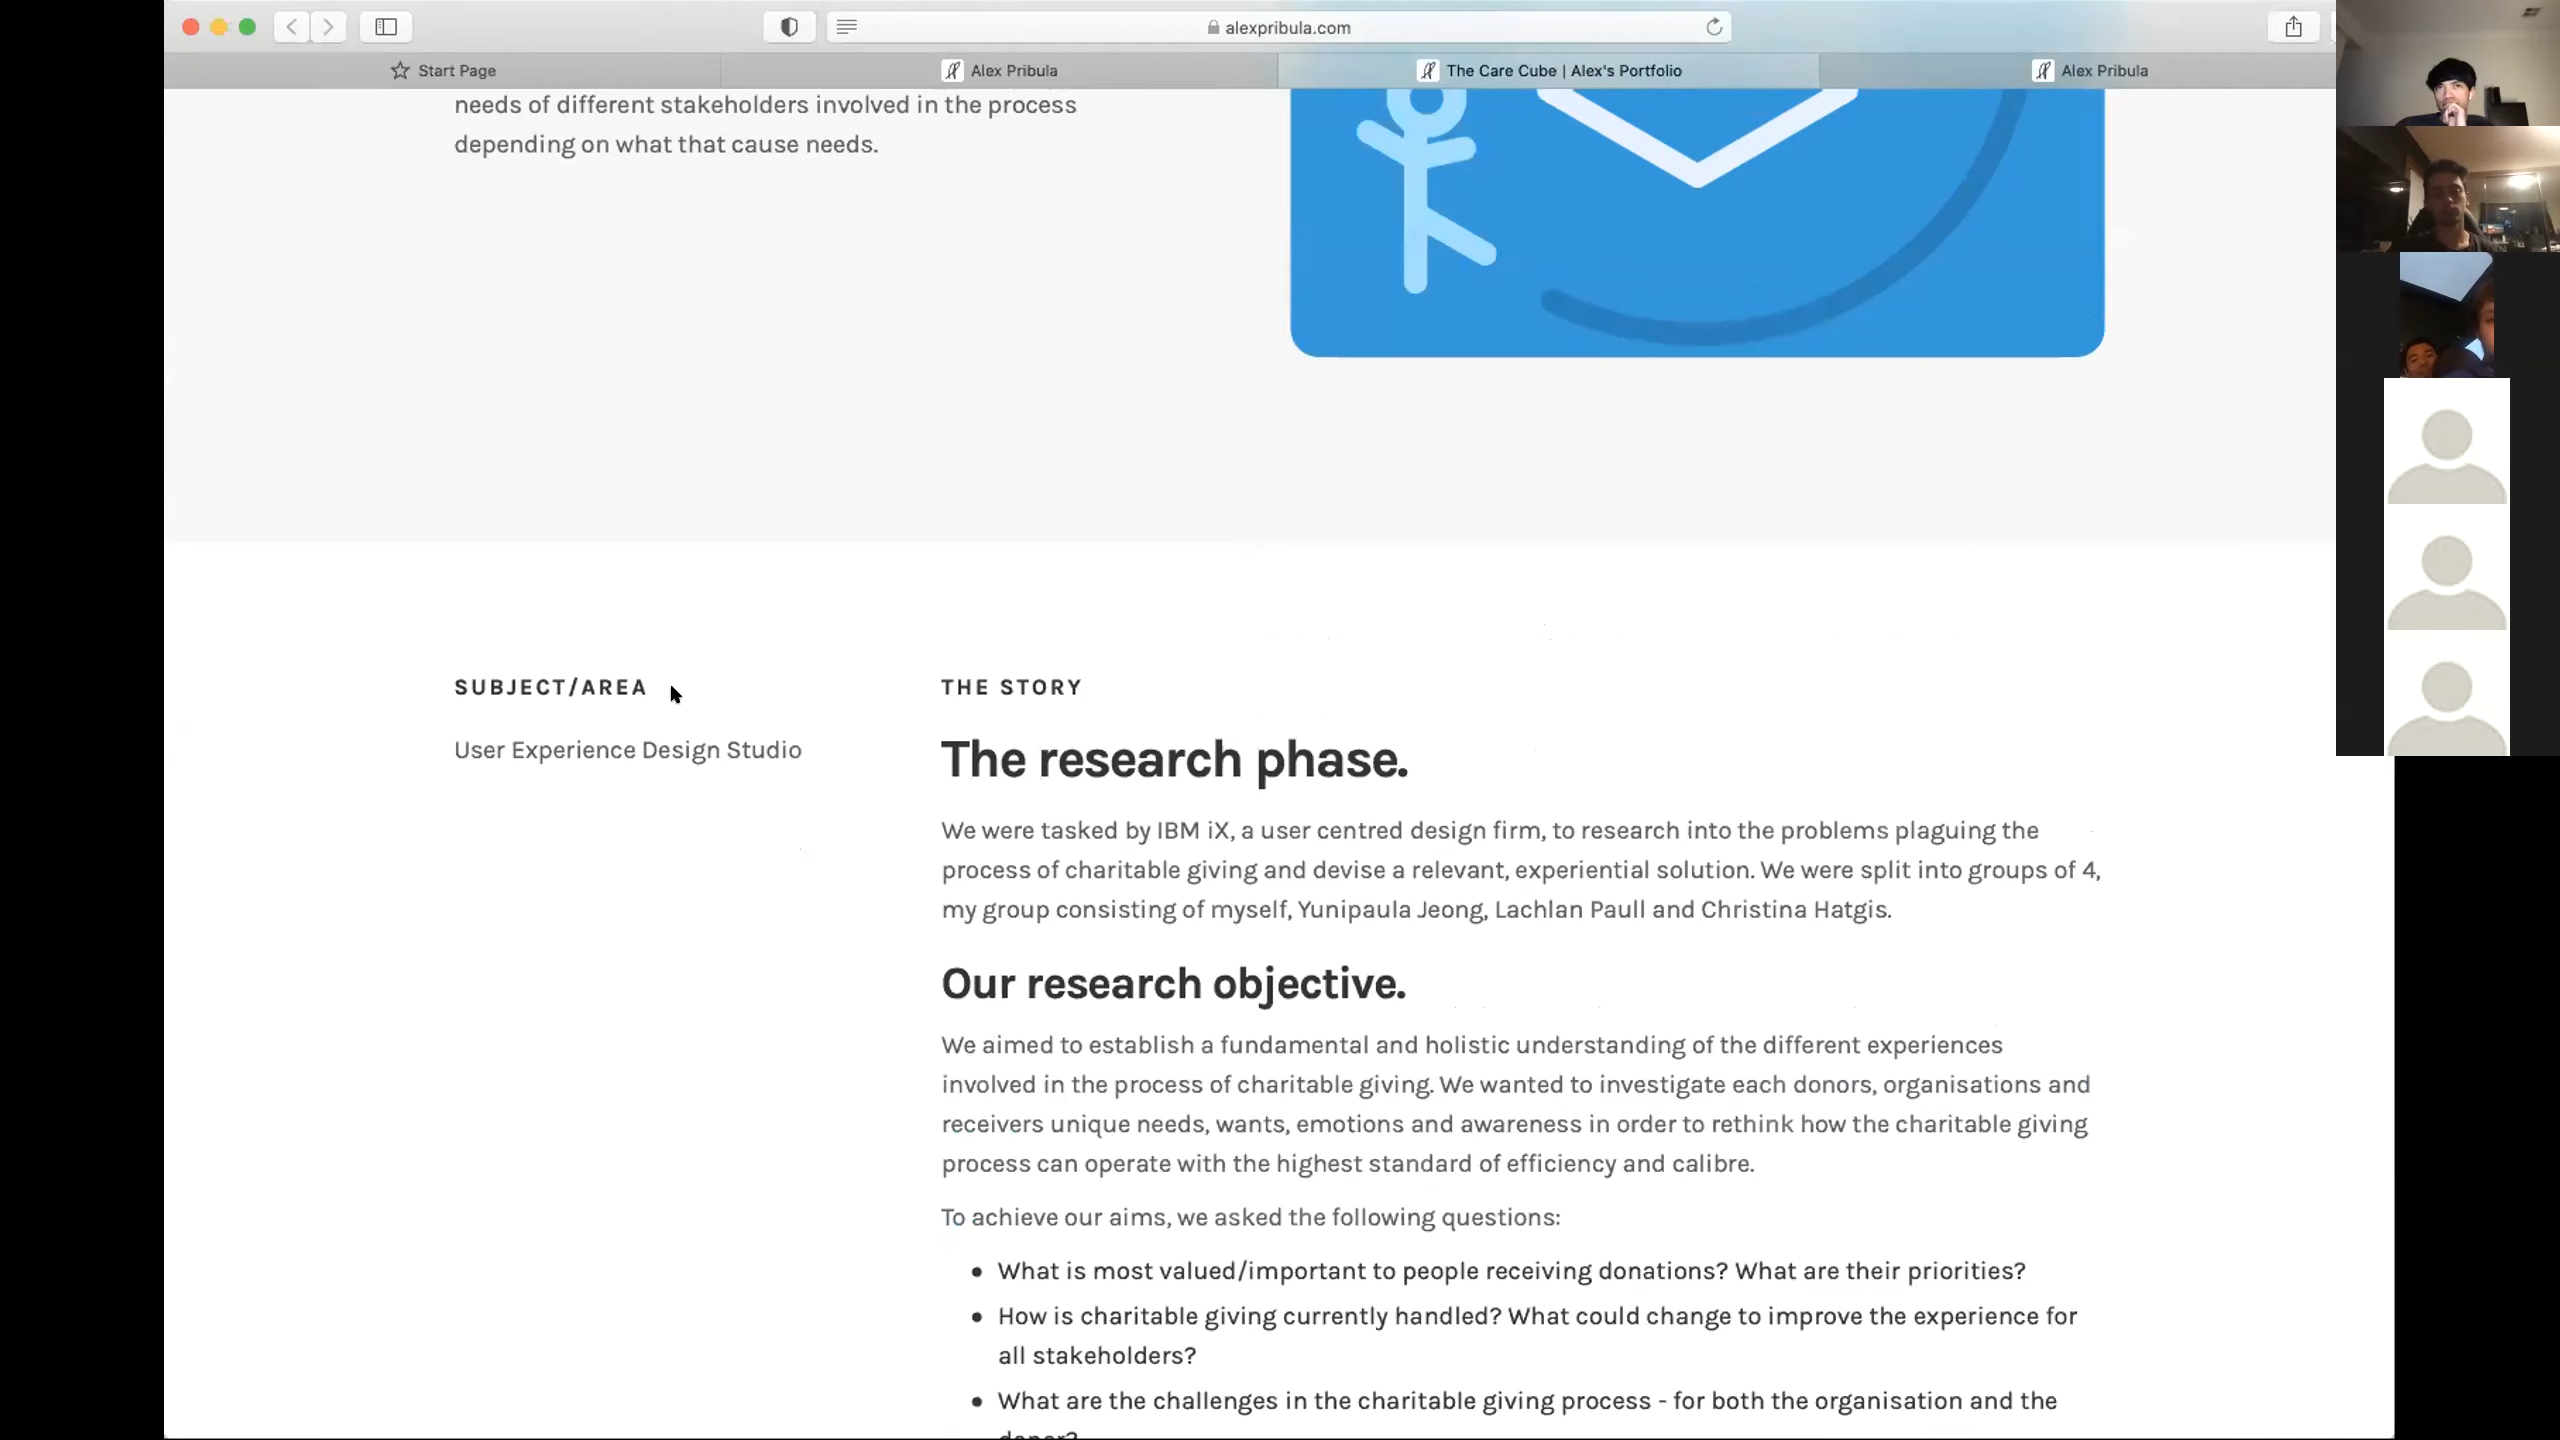 alexpribula.com
Start Page
Alex Pribula
The Care Cube | Alex's Portfolio
Alex Pribula
needs of different stakeholders involved in the process
depending on what that cause needs.
SUBJECT/AREA
User Experience Design Studio
THE STORY
The research phase.
We were tasked by IBM iX, a user centred design firm, to research into the problems plaguing the
process of charitable giving and devise a relevant, experiential solution. We were split into groups of 4,
my group consisting of myself, Yunipaula Jeong, Lachlan Paull and Christina Hatgis.
Our research objective.
We aimed to establish a fundamental and holistic understanding of the different experiences
involved in the process of charitable giving. We wanted to investigate each donors, organisations and
receivers unique needs, wants, emotions and awareness in order to rethink how the charitable giving
process can operate with the highest standard of efficiency and calibre.
To achieve our aims, we asked the following questions:
• What is most valued/important to people receiving donations? What are their priorities?
• How is charitable giving currently handled? What could change to improve the experience for
all stakeholders?
• What are the challenges in the charitable giving process - for both the organisation and the
donor?